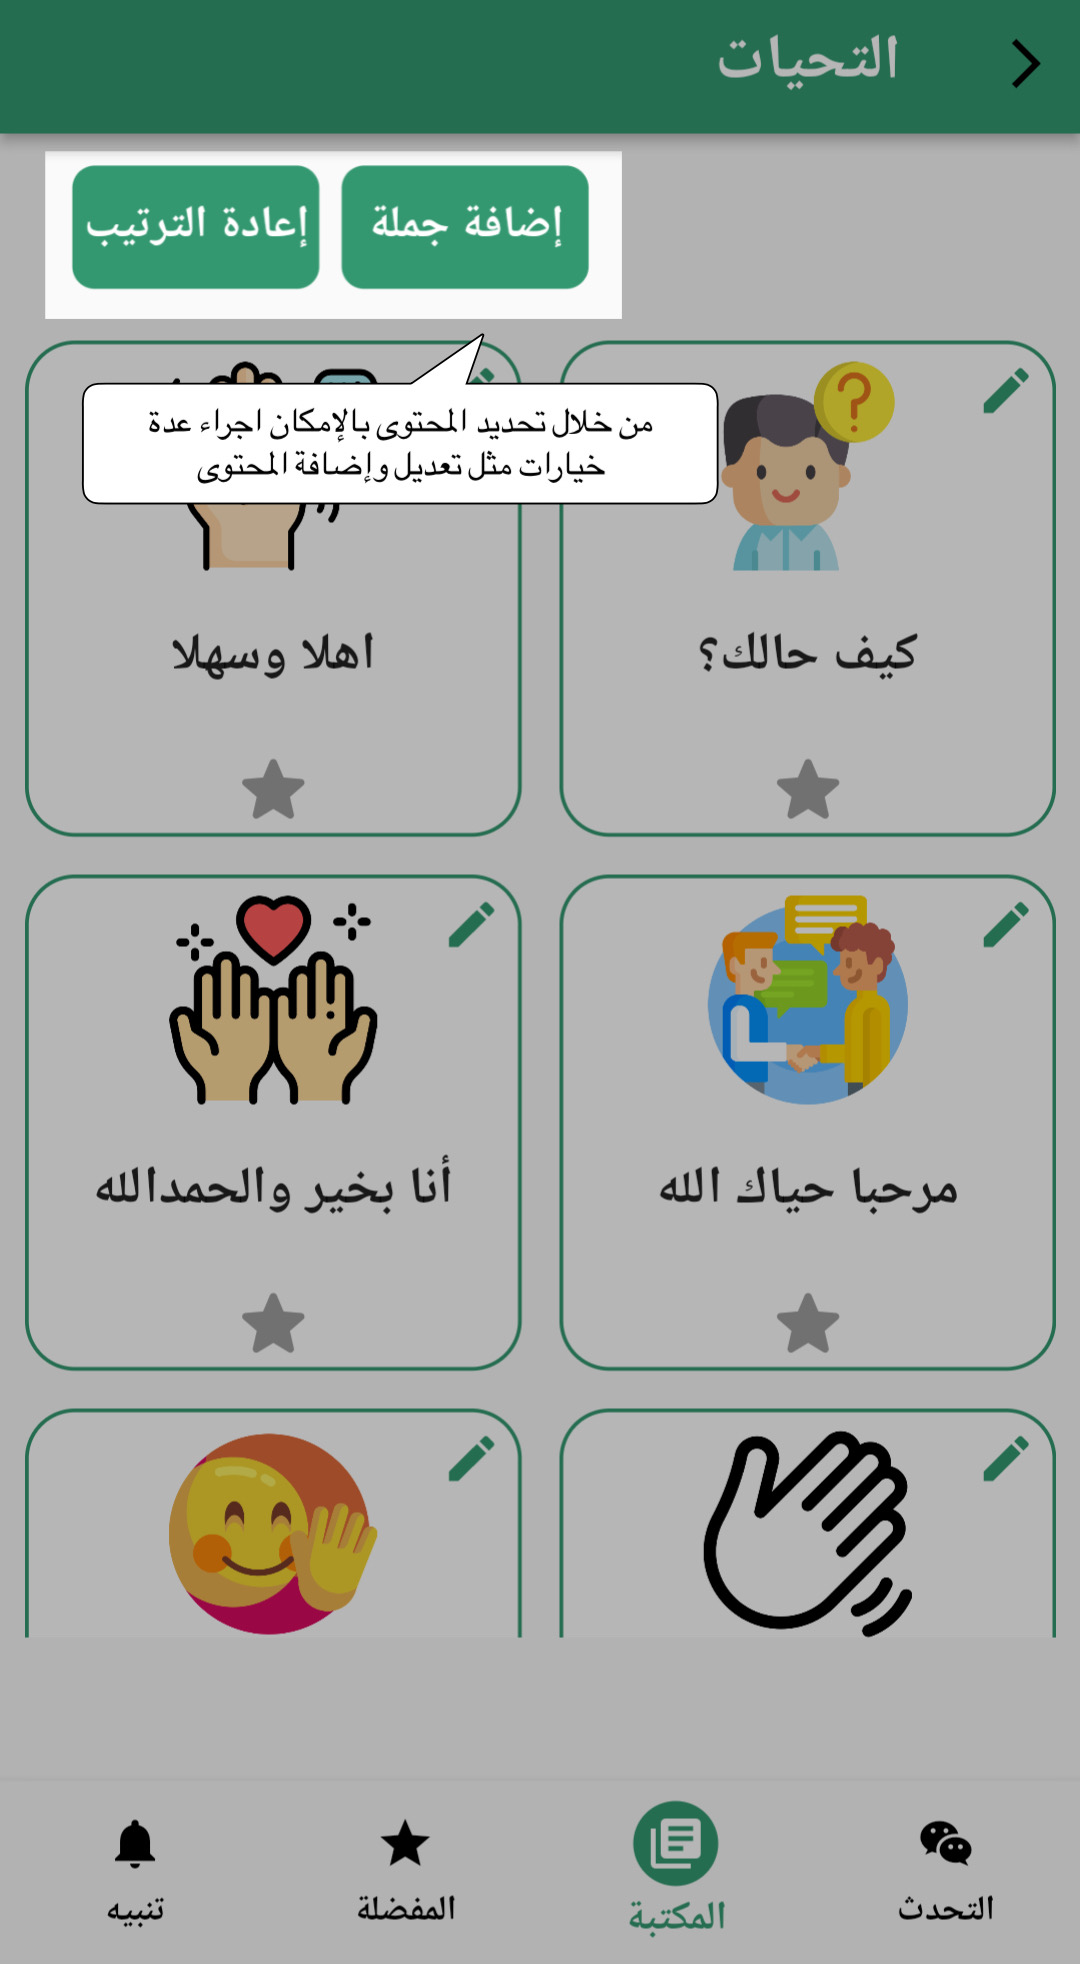 التحيات
إضافة جملة
إعادة الترتيب
من خلال تحديد المحتوى بالإمكان اجراء عدة
خيارات مثل تعديل وإضافة المحتوى
كيف حالك؟
اهلا وسهلا
مرحبا حياك الله
أنا بخير والحمدالله
التحدث
المكتبة
المفضلة
تنبيه